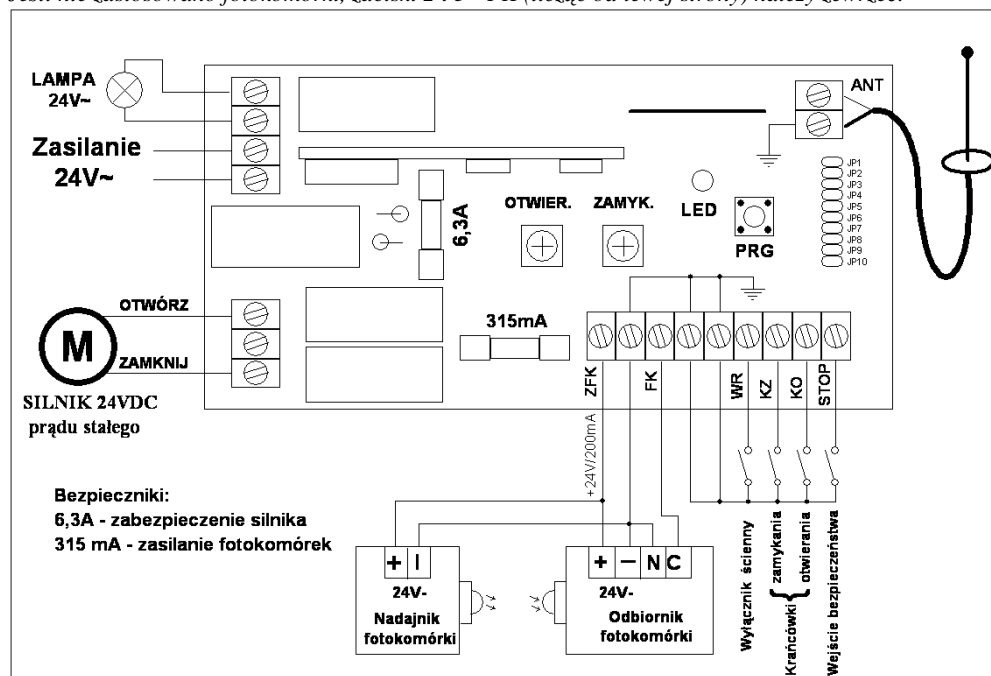 LAMPA
24V~
Zasilanie
24V~
ANT
JP1
JP2
JP3
JP4
JP5
JP6
JP7
JP8
JP9
JP10
6,3A
OTWIER.
ZAMYK.
LED
PRG
OTWÓRZ
M
ZAMKNIJ
SILNIK 24VDC
prądu stałego
315mA
ZFK
FK
WR
KZ
KO
STOP
+24V/200mA
Bezpieczniki:
6,3A - zabezpieczenie silnika
315 mA - zasilanie fotokomórek
+ |
24V-
Nadajnik
fotokomórki
+ – N C
24V-
Odbiornik
fotokomórki
Wyłącznik ścienny
zamykania
otwierania
Krańcówki
Wejście bezpieczeństwa